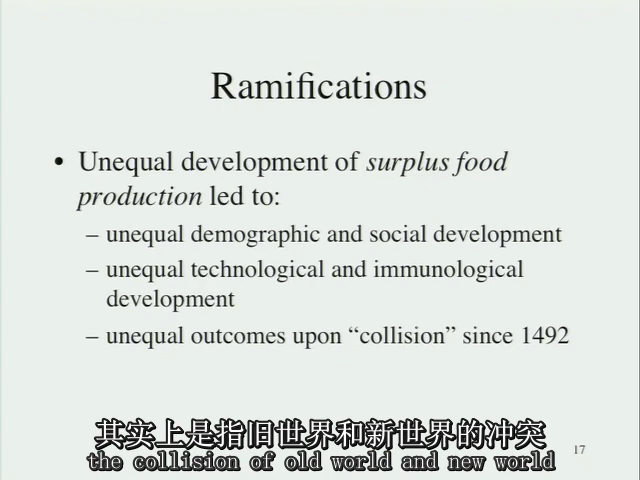 Ramifications
• Unequal development of surplus food
production led to:
– unequal demographic and social development
– unequal technological and immunological
development
– unequal outcomes upon “collision” since 1492
其实上是指旧世界和新世界的冲突
the collision of old world and new world
17